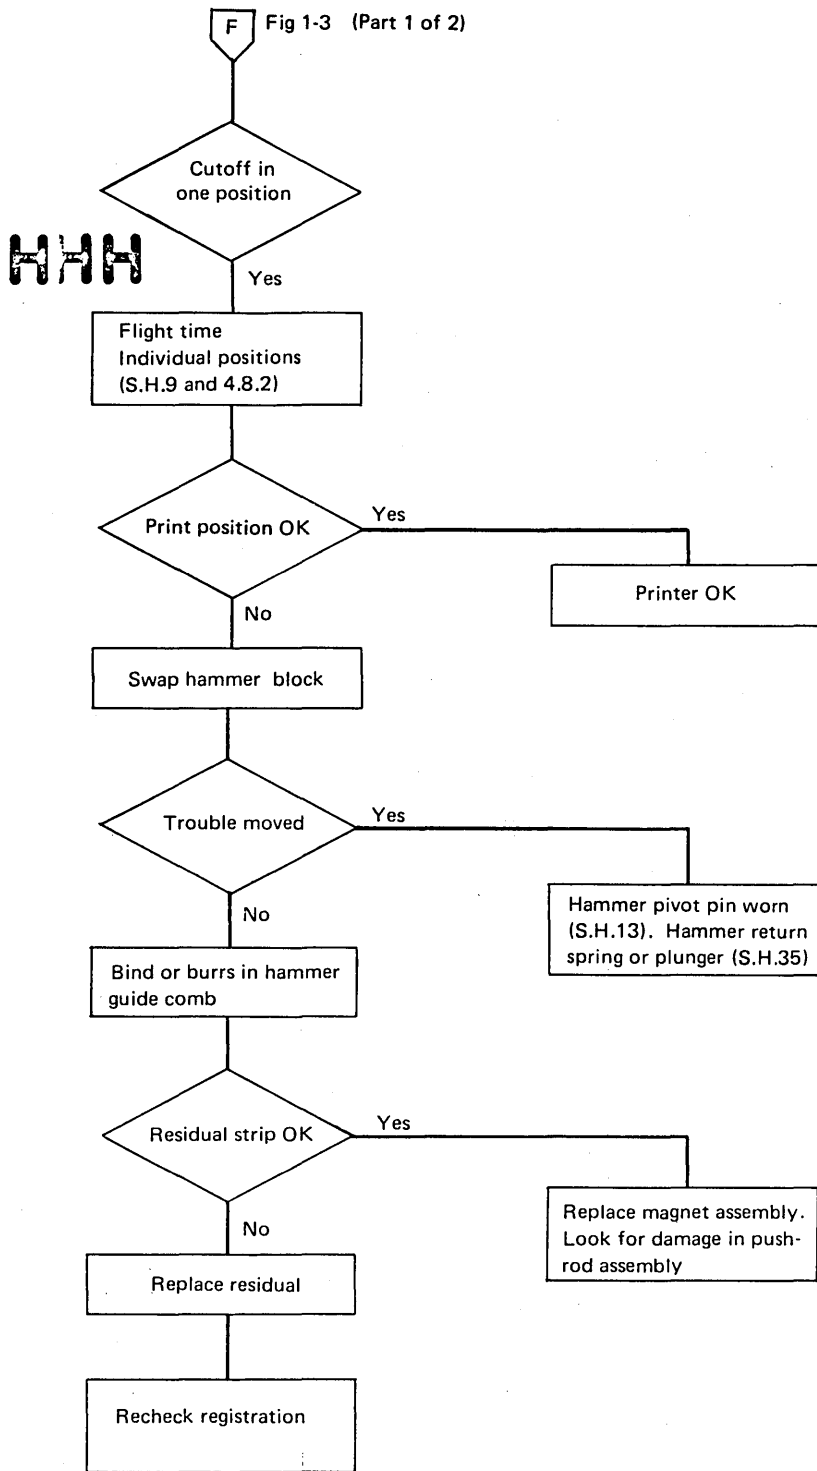 F Fig 1-3 (Part 1 of 2)
Cutoff in
one position
HHH
Yes
Flight time
Individual positions
(S.H.9 and 4.8.2)
Print position OK
Yes
Printer OK
No
Swap hammer block
Trouble moved
Yes
Hammer pivot pin worn
(S.H.13). Hammer return
spring or plunger (S.H.35)
No
Bind or burrs in hammer
guide comb
Residual strip OK
Yes
Replace magnet assembly.
Look for damage in push-
rod assembly
No
Replace residual
Recheck registration